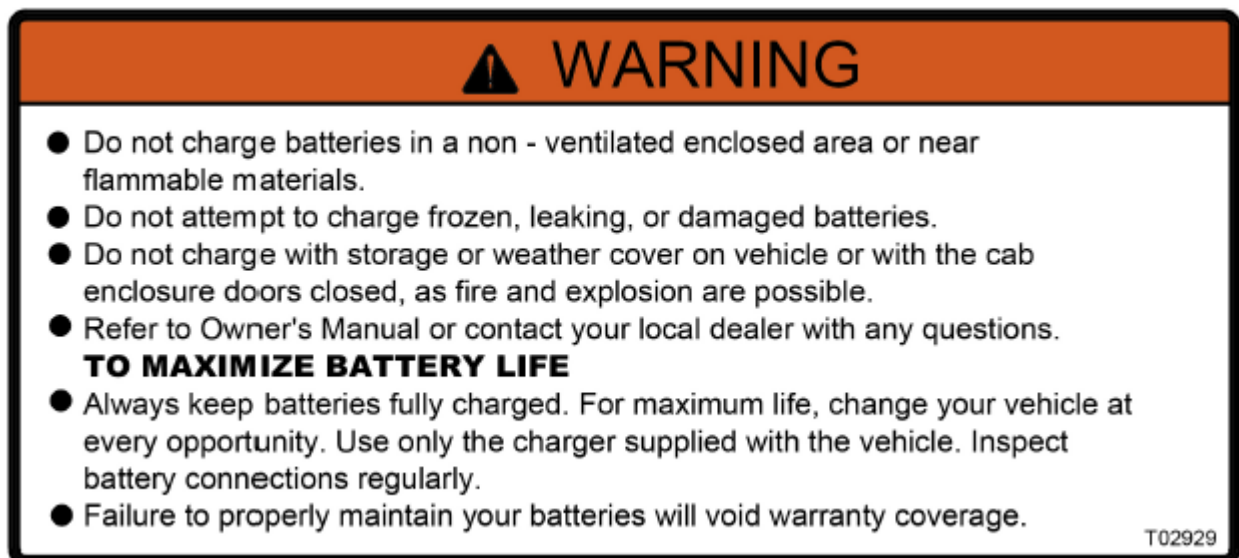 WARNING
● Do not charge batteries in a non - ventilated enclosed area or near
flammable materials.
● Do not attempt to charge frozen, leaking, or damaged batteries.
● Do not charge with storage or weather cover on vehicle or with the cab
enclosure doors closed, as fire and explosion are possible.
● Refer to Owner's Manual or contact your local dealer with any questions.
TO MAXIMIZE BATTERY LIFE
● Always keep batteries fully charged. For maximum life, change your vehicle at
every opportunity. Use only the charger supplied with the vehicle. Inspect
battery connections regularly.
● Failure to properly maintain your batteries will void warranty coverage.
T02929